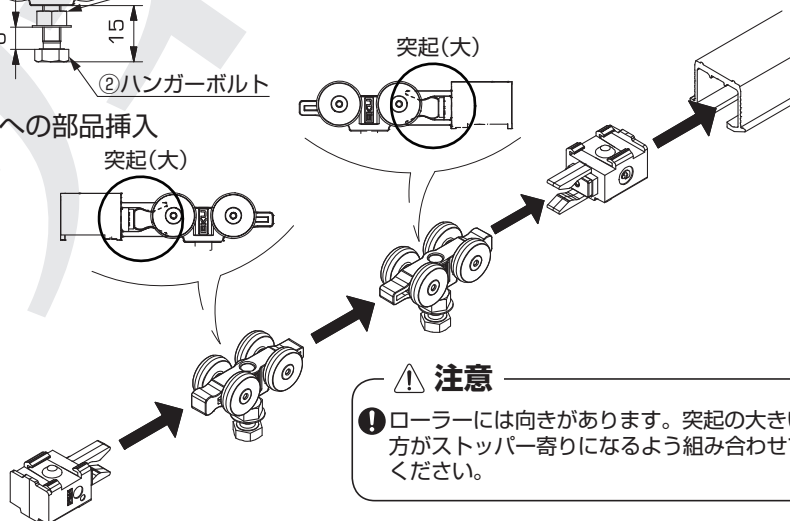 15
②ハンガーボルト
への部品挿入
突起(大)
突起(大)
注意
ローラーには向きがあります。突起の大きい
方がストッパー寄りになるよう組み合わせて
ください。